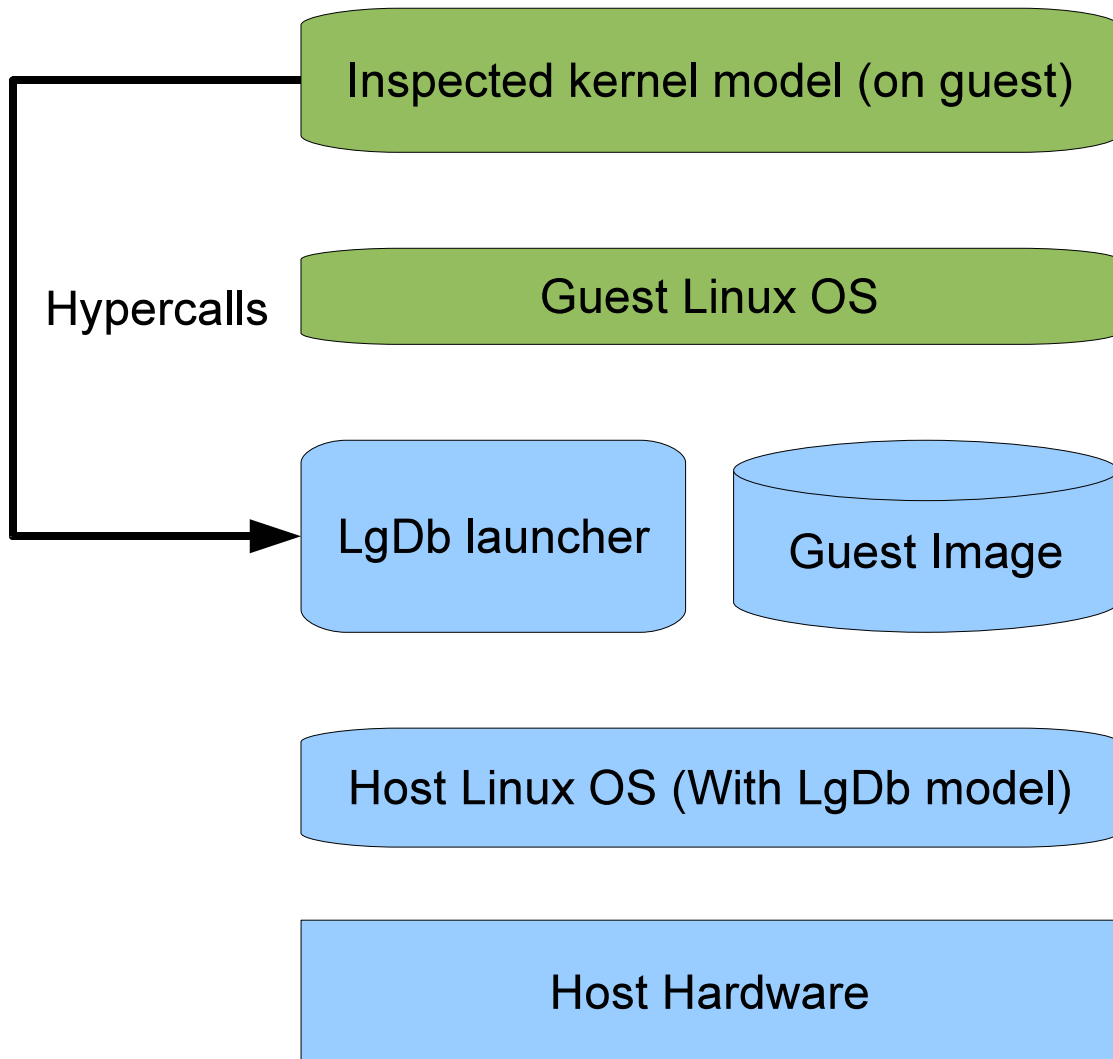 Inspected kernel model (on guest)
Hypercalls
Guest Linux OS
LgDb launcher
Guest Image
Host Linux OS (With LgDb model)
Host Hardware